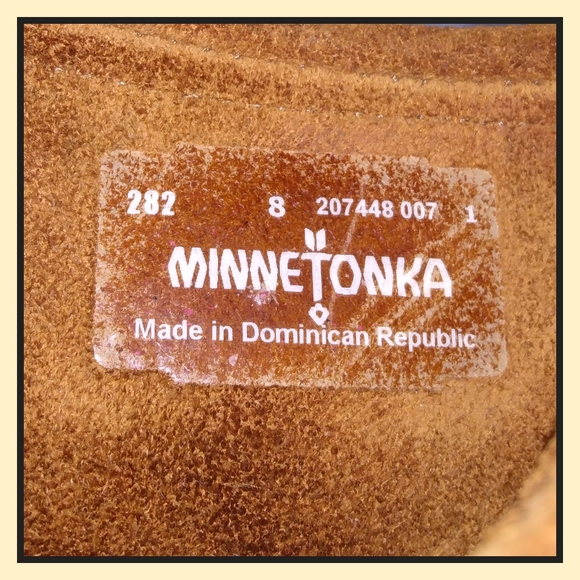 282 8 207448 007 1
MINNETONKA
Made in Dominican Republic